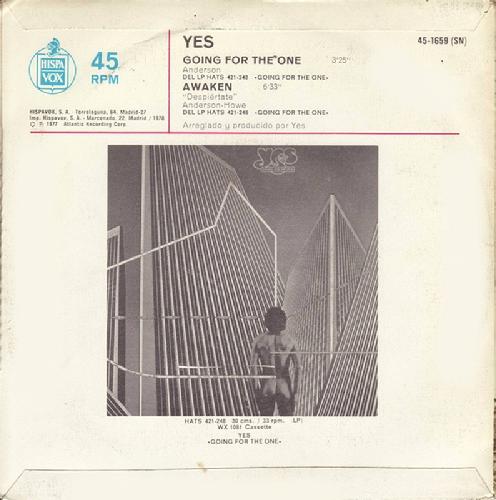 HISPA
VOX
45
RPM
YES
45-1659 (SN)
GOING FOR THE ONE 3'25"
Anderson
DEL LP HATS 421-248 «GOING FOR THE ONE»
AWAKEN 6'33"
"Despiértate"
Anderson-Howe
DEL LP HATS 421-248 «GOING FOR THE ONE»
Arreglado y producido por Yes
HISPAVOX, S. A. Torrelaguna, 64. Madrid-27
Imp. Hispavox, S. A. - Marcenado, 22. Madrid / 1978
© ℗ 1977 Atlantic Recording Corp.
Yes
HATS 421-248 30 cms. / 33 rpm. (LP)
WX 1081 Cassette
YES
«GOING FOR THE ONE»